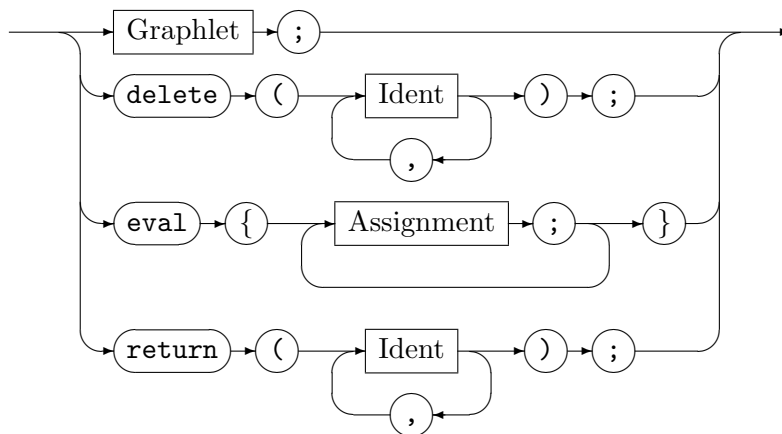 Graphlet ;
delete ( Ident ) ;
,
eval { Assignment ; }
return ( Ident ) ;
,